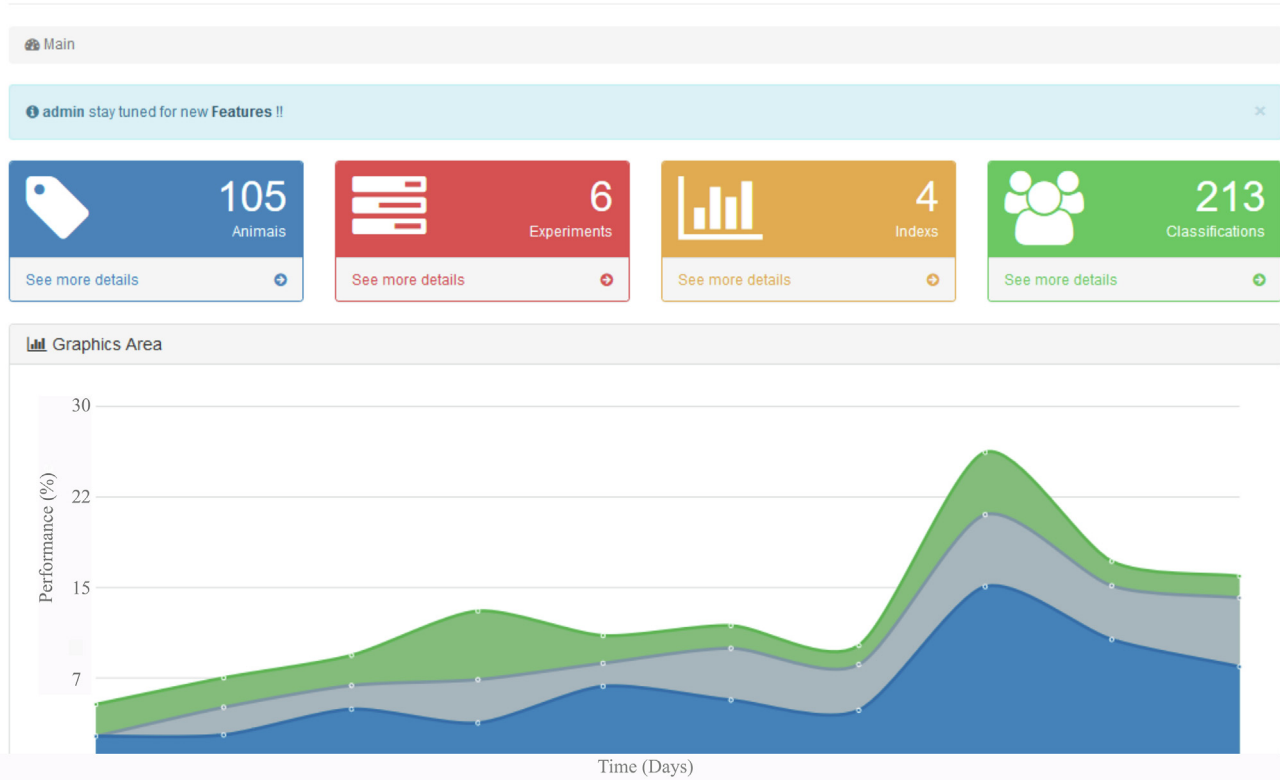 Main
admin stay tuned for new Features !!
×
105
Animais
See more details
6
Experiments
See more details
4
Indexs
See more details
213
Classifications
See more details
Graphics Area
30
22
15
7
Performance (%)
Time (Days)